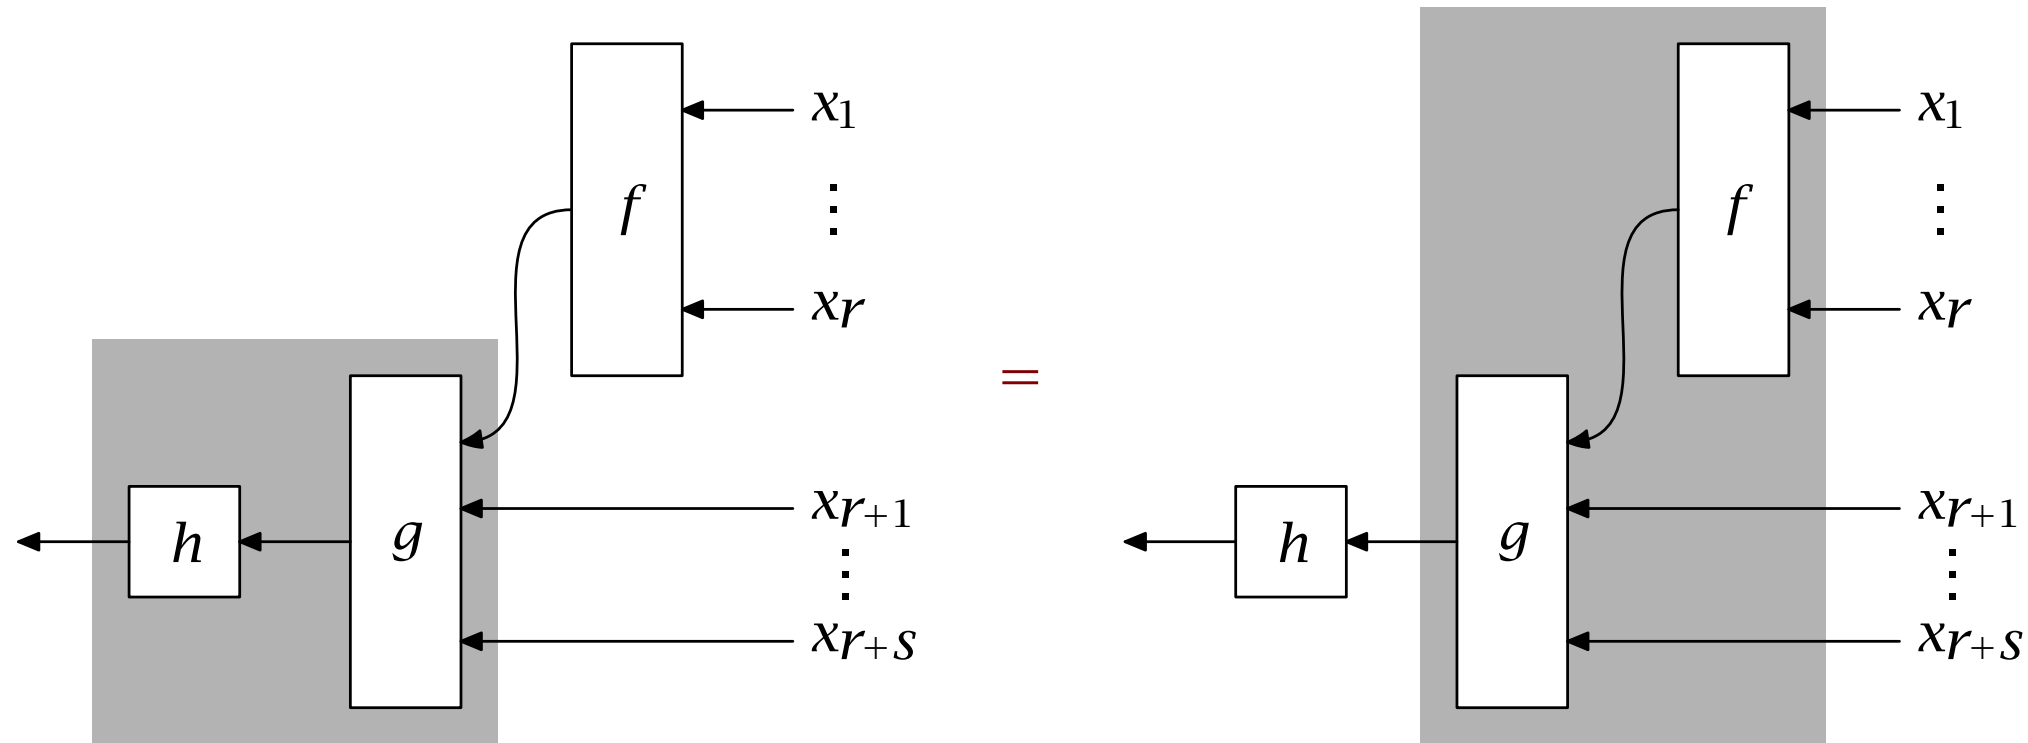 f
x₁
⋮
xᵣ
h
g
xᵣ₊₁
⋮
xᵣ₊ₛ
=
f
x₁
⋮
xᵣ
h
g
xᵣ₊₁
⋮
xᵣ₊ₛ